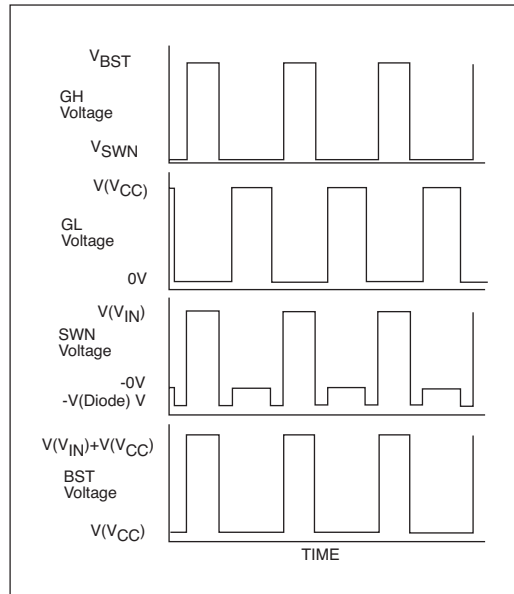 VBST
GH
Voltage
VSWN
V(VCC)
GL
Voltage
0V
V(VIN)
SWN
Voltage
-0V
-V(Diode) V
V(VIN)+V(VCC)
BST
Voltage
V(VCC)
TIME